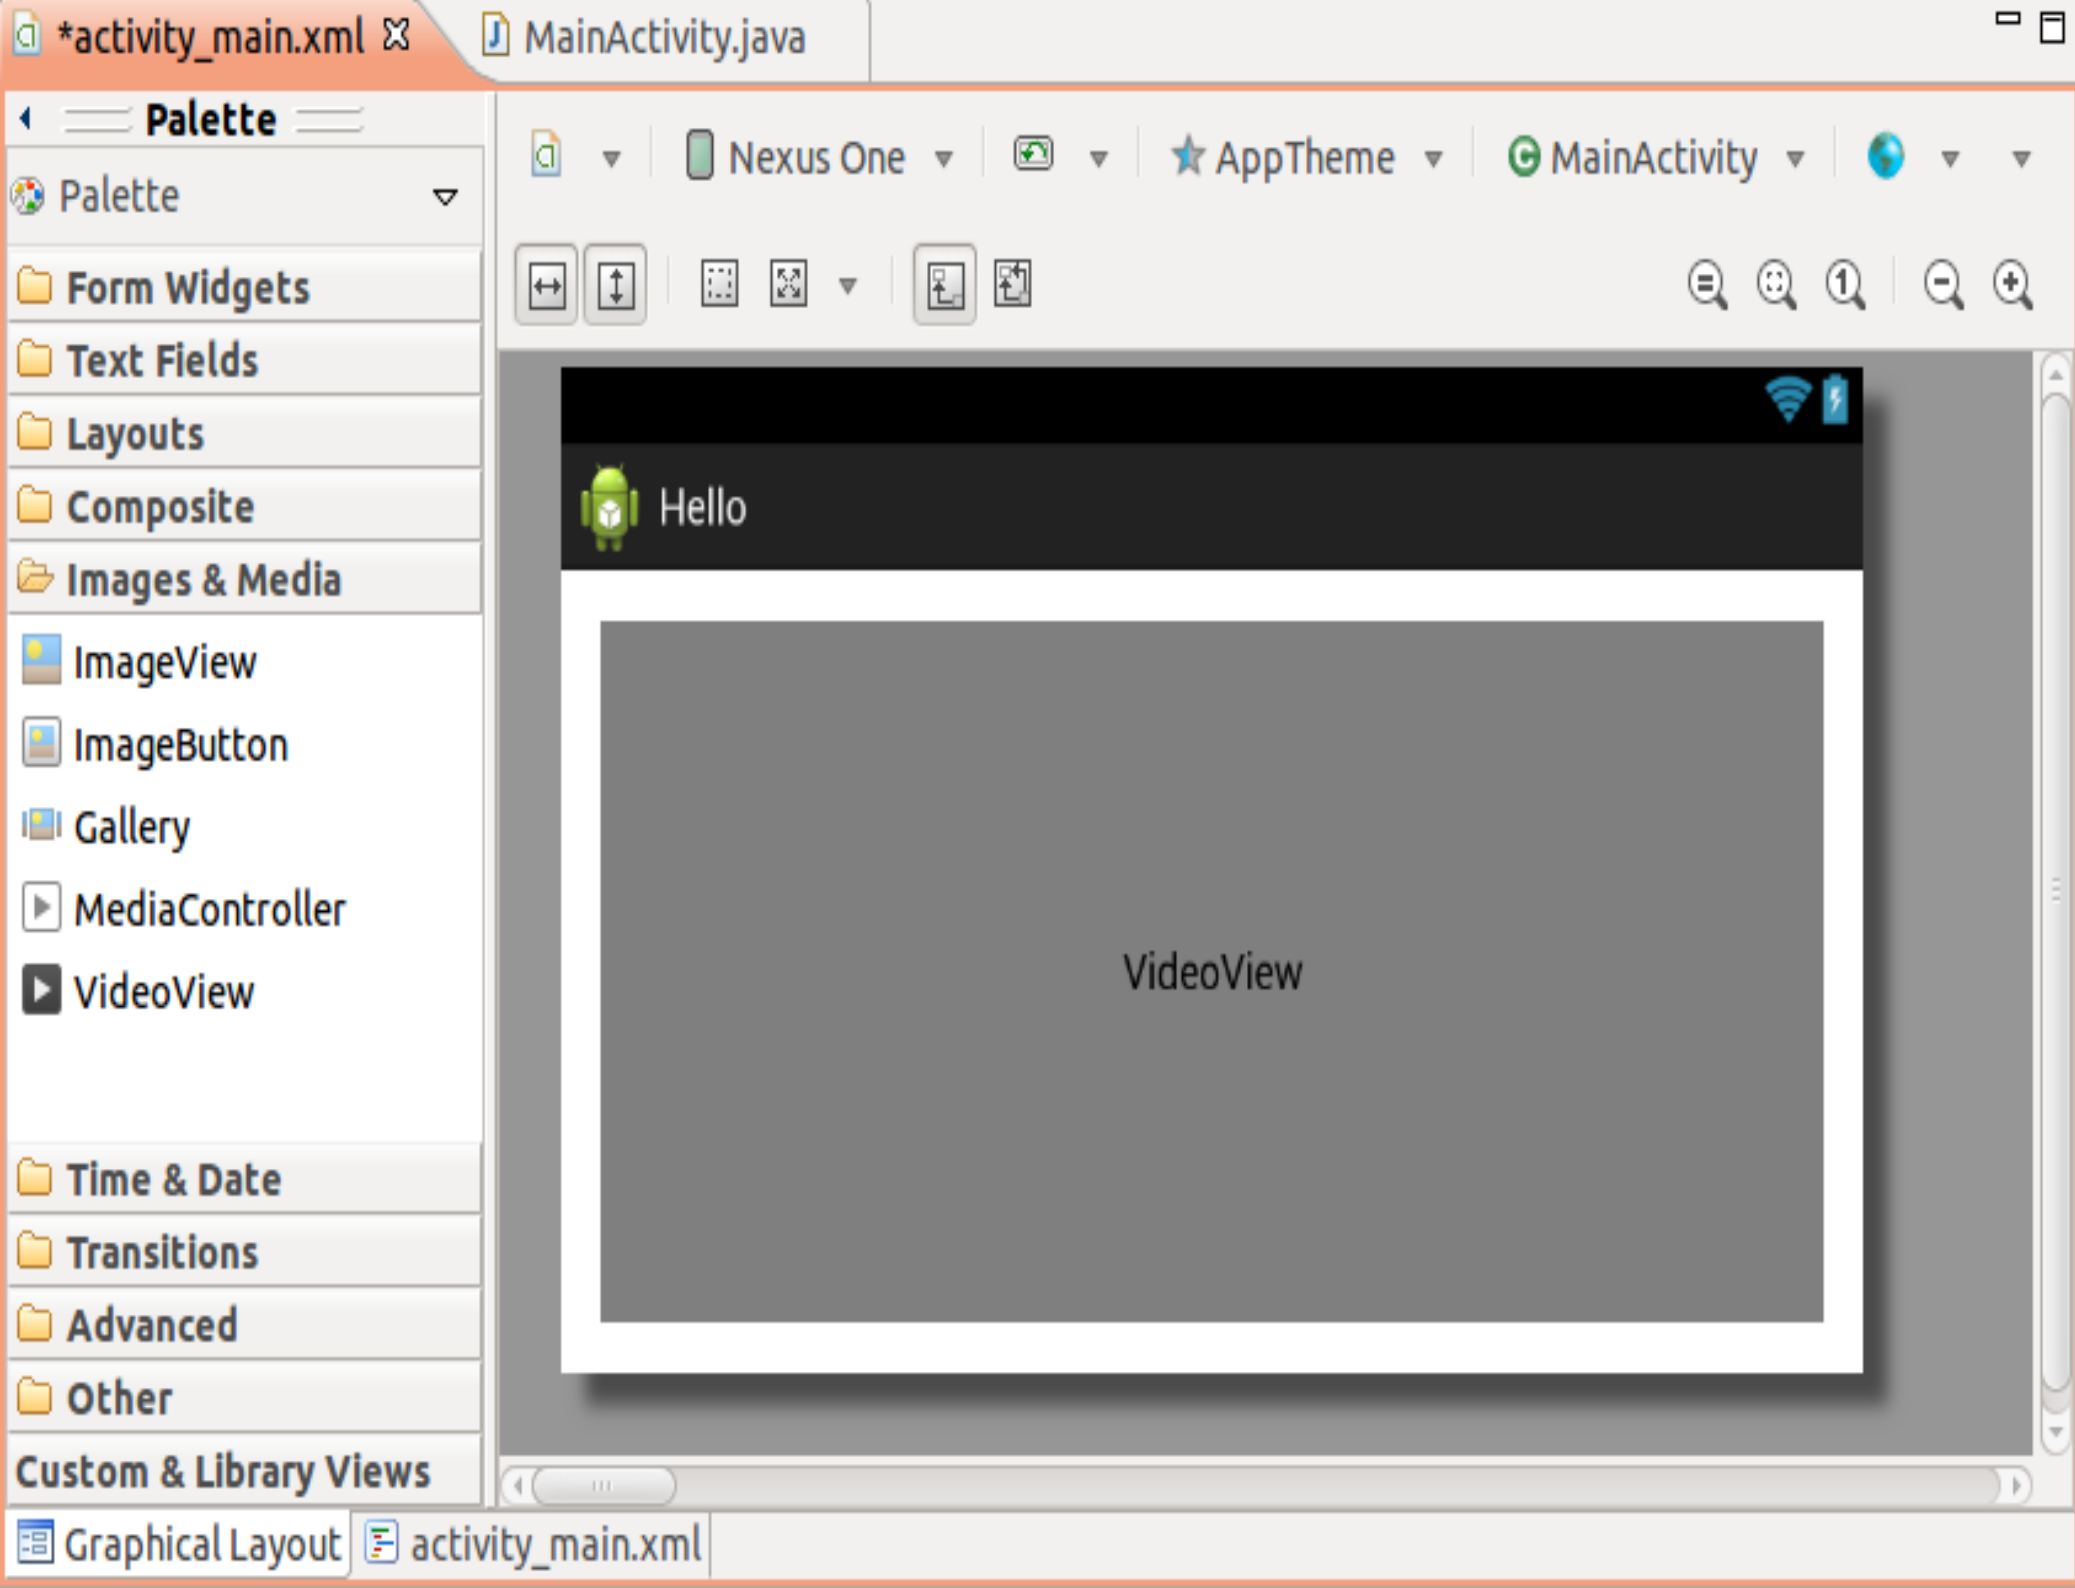 *activity_main.xml
MainActivity.java
Palette
Palette
Form Widgets
Text Fields
Layouts
Composite
Images & Media
ImageView
ImageButton
Gallery
MediaController
VideoView
Time & Date
Transitions
Advanced
Other
Custom & Library Views
Nexus One
AppTheme
C MainActivity
1
Hello
VideoView
Graphical Layout
activity_main.xml